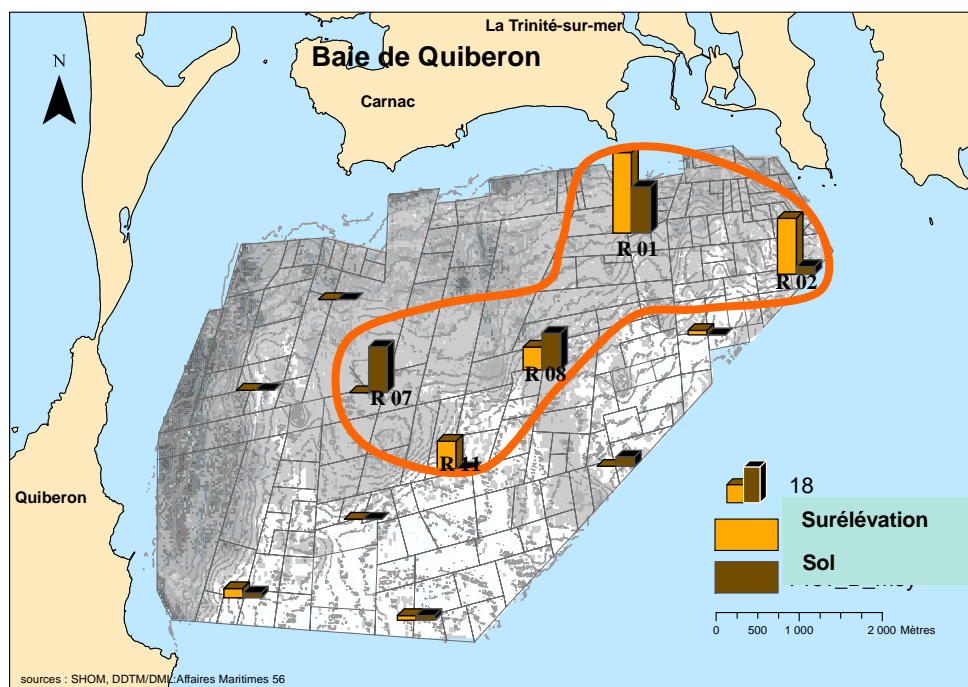 La Trinité-sur-mer
Baie de Quiberon
N
Carnac
R 01
R 02
R 08
R 07
R 11
Quiberon
18
Surélévation
Sol
0 500 1 000 2 000 Mètres
sources : SHOM, DDTM/DML:Affaires Maritimes 56